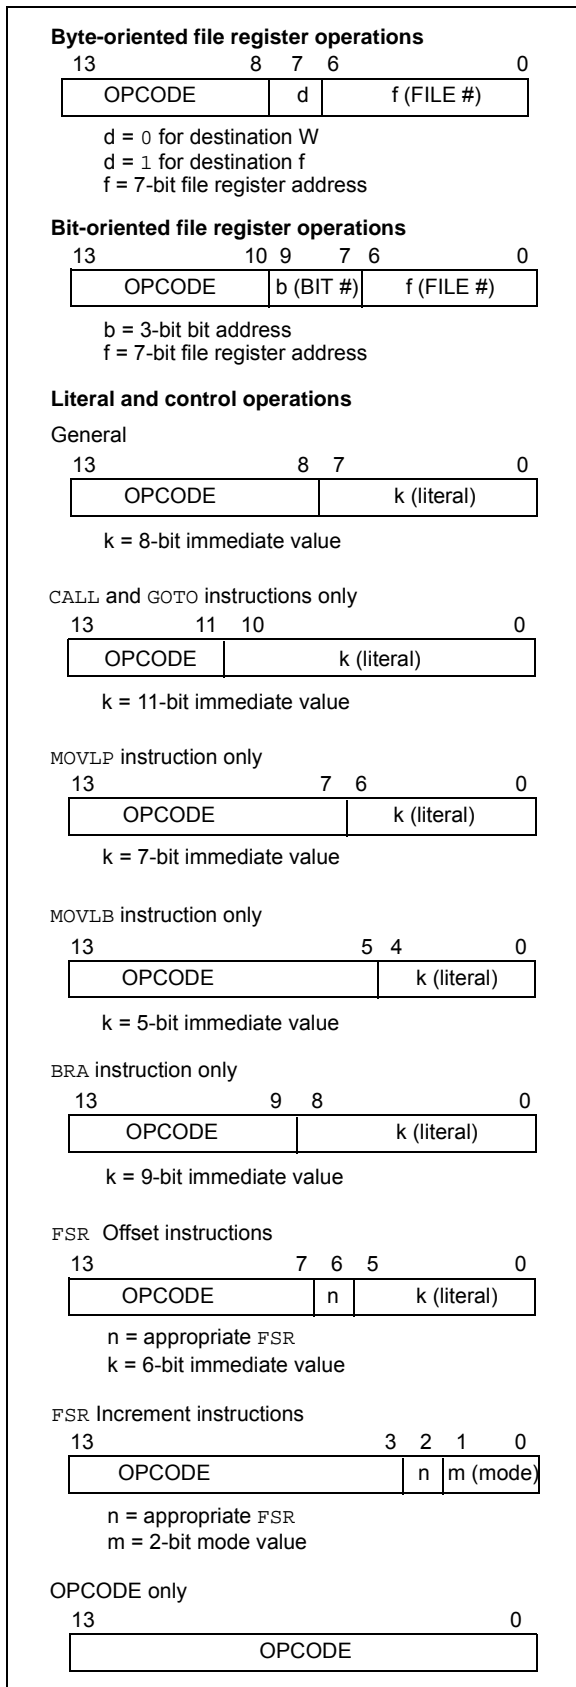 Byte-oriented file register operations
13 8 7 6 0
OPCODE d f (FILE #)
d = 0 for destination W
d = 1 for destination f
f = 7-bit file register address
Bit-oriented file register operations
13 10 9 7 6 0
OPCODE b (BIT #) f (FILE #)
b = 3-bit bit address
f = 7-bit file register address
Literal and control operations
General
13 8 7 0
OPCODE k (literal)
k = 8-bit immediate value
CALL and GOTO instructions only
13 11 10 0
OPCODE k (literal)
k = 11-bit immediate value
MOVLP instruction only
13 7 6 0
OPCODE k (literal)
k = 7-bit immediate value
MOVLB instruction only
13 5 4 0
OPCODE k (literal)
k = 5-bit immediate value
BRA instruction only
13 9 8 0
OPCODE k (literal)
k = 9-bit immediate value
FSR Offset instructions
13 7 6 5 0
OPCODE n k (literal)
n = appropriate FSR
k = 6-bit immediate value
FSR Increment instructions
13 3 2 1 0
OPCODE n m (mode)
n = appropriate FSR
m = 2-bit mode value
OPCODE only
13 0
OPCODE